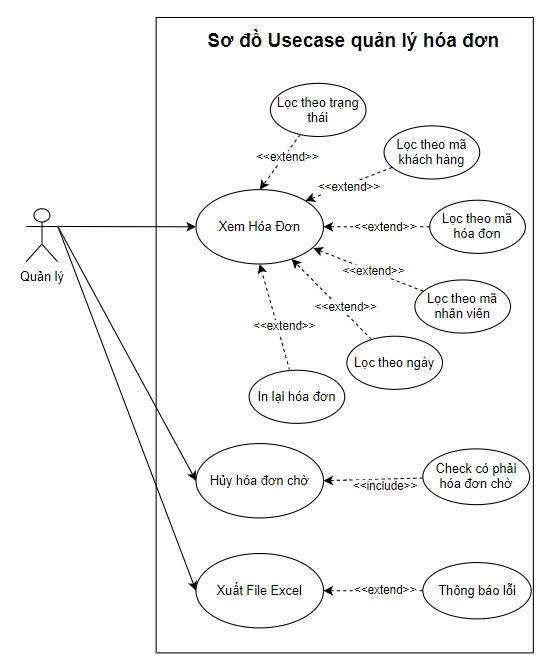 Sơ đồ Usecase quản lý hóa đơn
Lọc theo trạng
thái
<<extend>>
Lọc theo mã
khách hàng
<<extend>>
Xem Hóa Đơn
<<extend>>
Lọc theo mã
hóa đơn
Quản lý
<<extend>>
Lọc theo mã
nhân viên
<<extend>>
<<extend>>
Lọc theo ngày
In lại hóa đơn
Hủy hóa đơn chờ
<<include>>
Check có phải
hóa đơn chờ
Xuất File Excel
<<extend>>
Thông báo lỗi